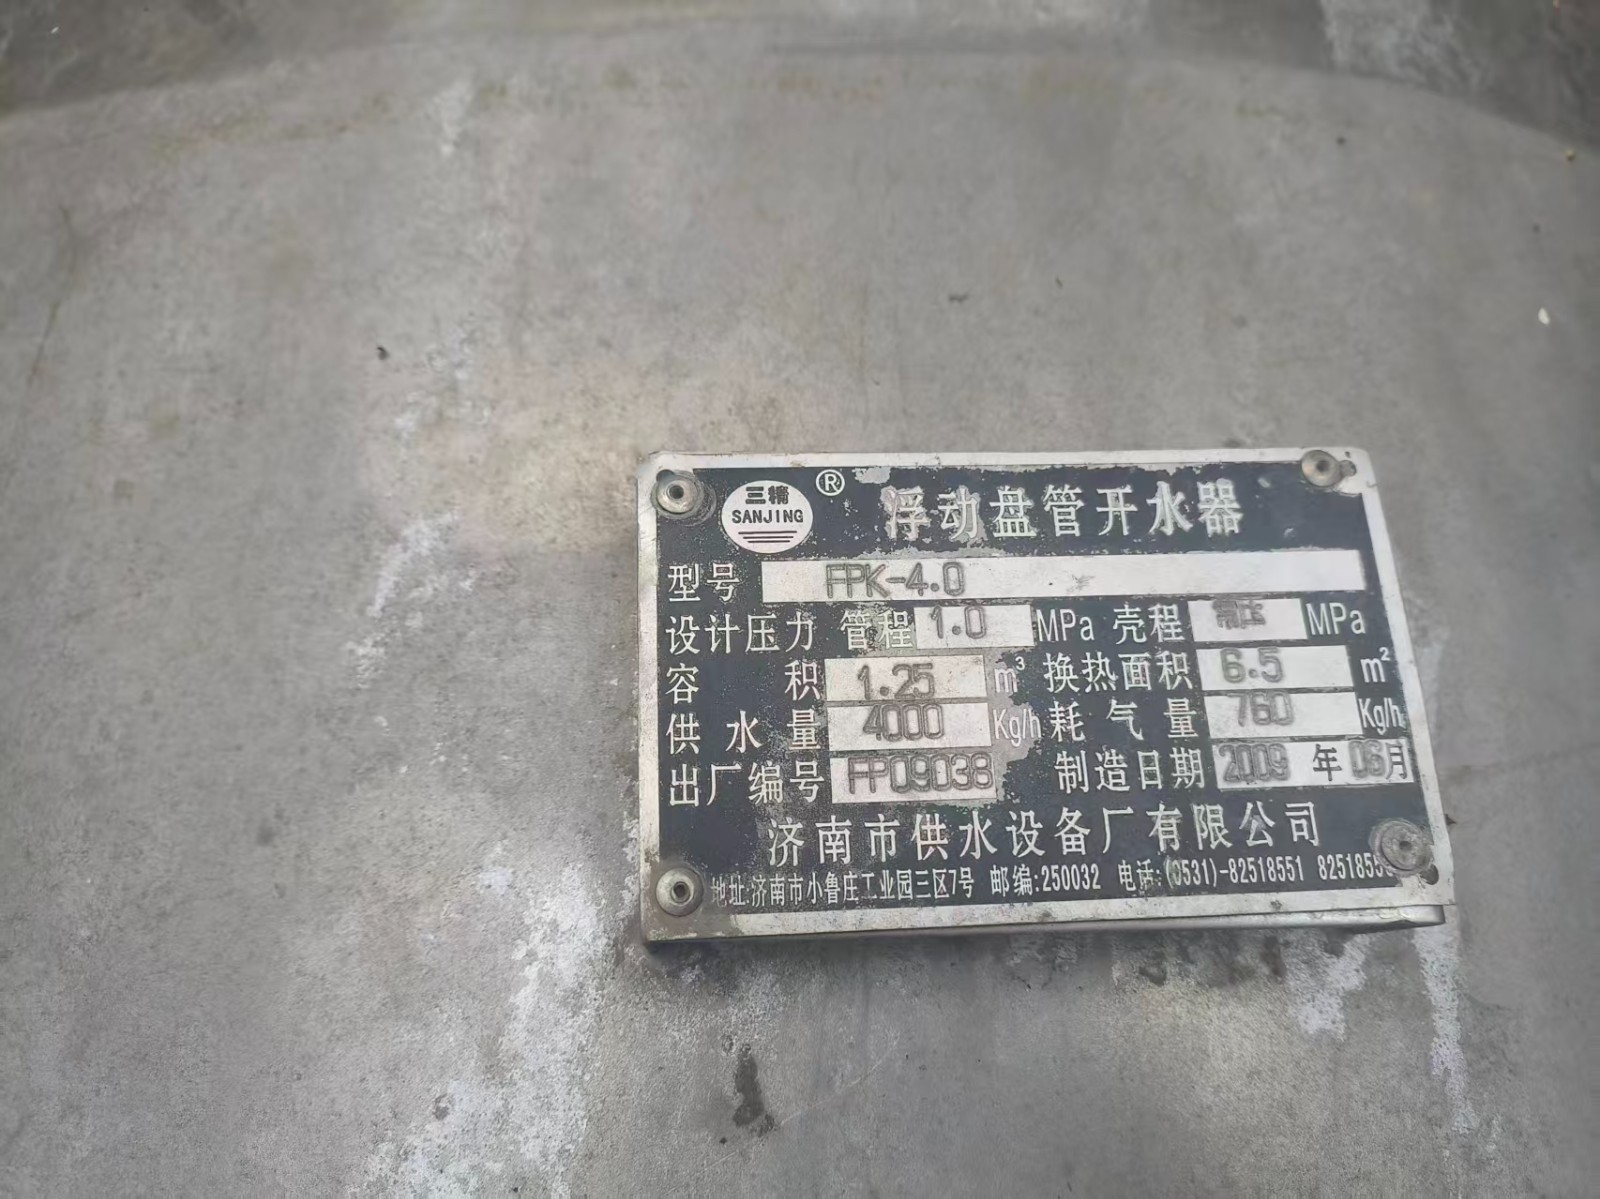 三精 ® 浮动盘管开水器
SANJING
型号 FPK-4.0
设计压力 管程 1.0 MPa 壳程 常压 MPa
容积 1.25 m³ 换热面积 6.5 m²
供水量 4000 Kg/h 耗气量 760 Kg/h
出厂编号 FP09038 制造日期 2009 年 06 月
济南市供水设备厂有限公司
地址:济南市小鲁庄工业园三区7号 邮编:250032 电话:(0531)-82518551